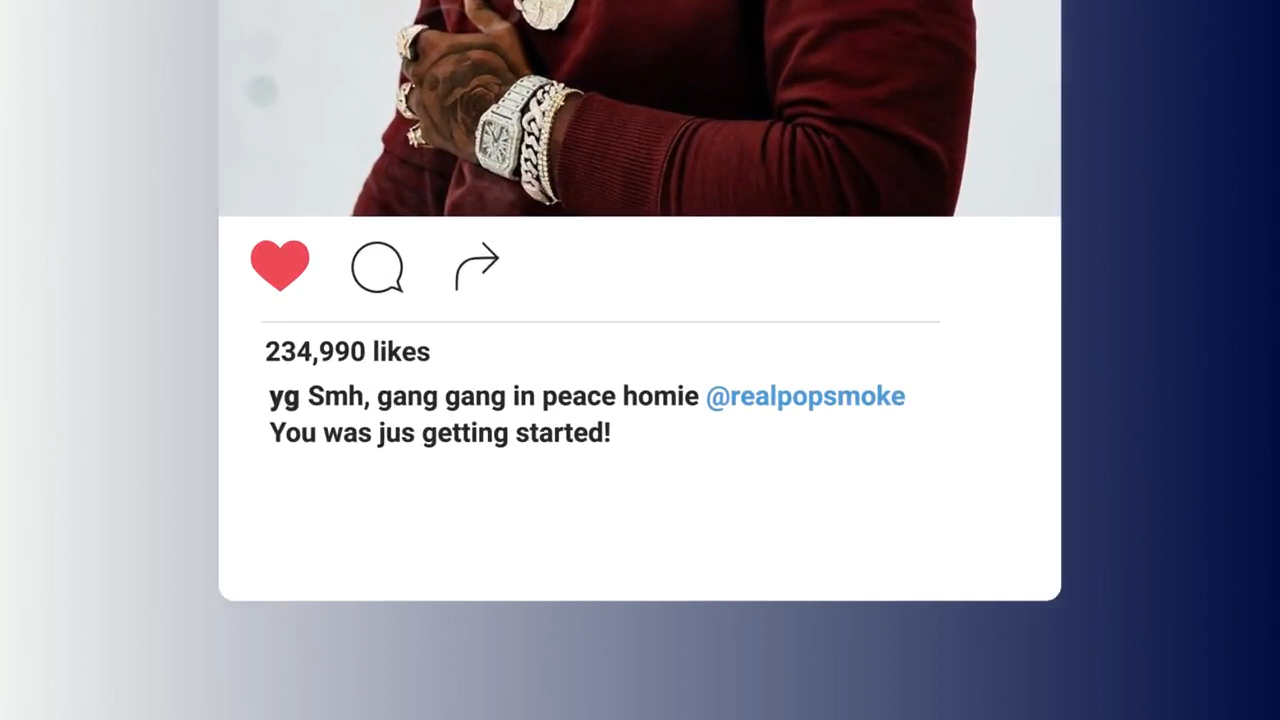 234,990 likes
yg Smh, gang gang in peace homie @realpopsmoke
You was jus getting started!